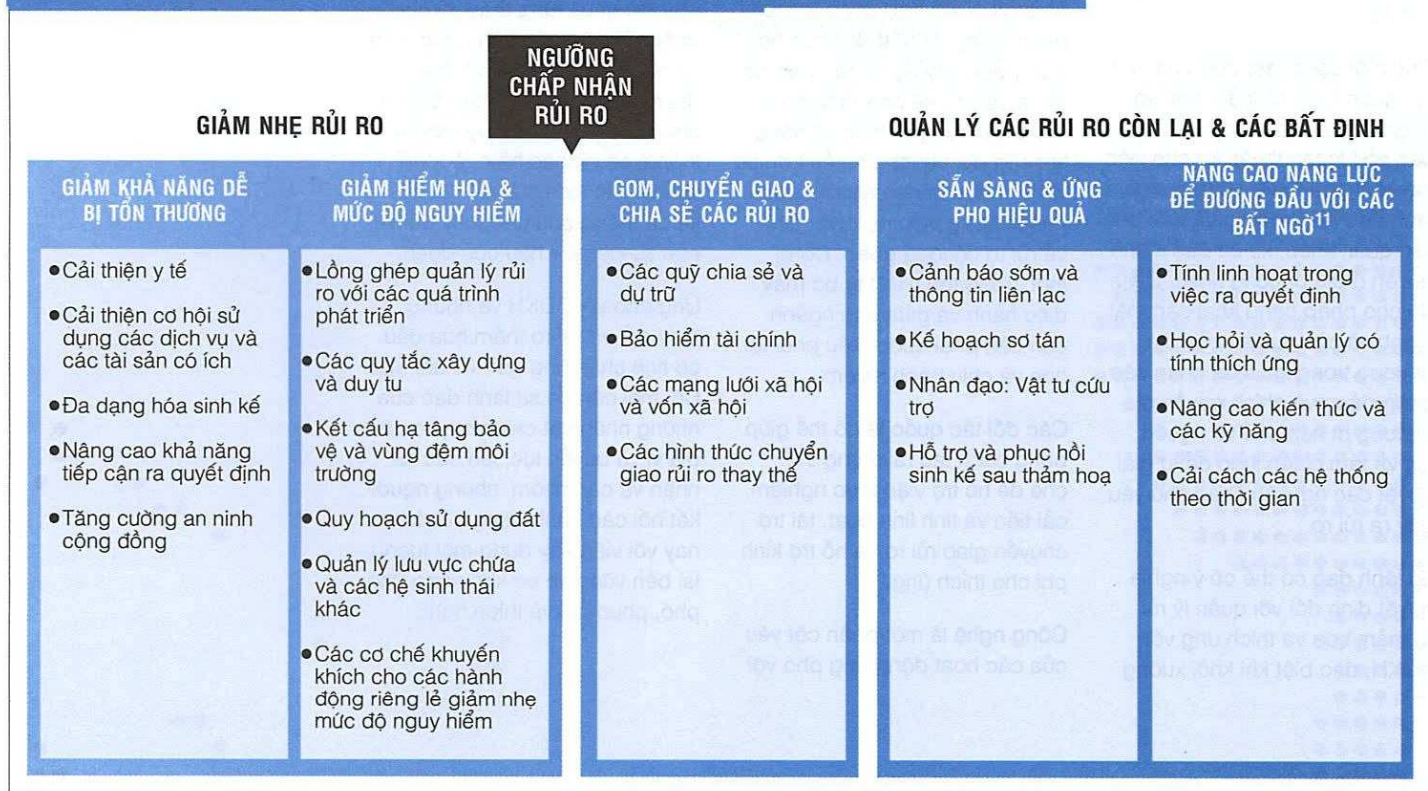 NGƯỠNG
CHẤP NHẬN
RỦI RO
GIẢM NHẸ RỦI RO
QUẢN LÝ CÁC RỦI RO CÒN LẠI & CÁC BẤT ĐỊNH
GIẢM KHẢ NĂNG DỄ
BỊ TỔN THƯƠNG
●Cải thiện y tế
●Cải thiện cơ hội sử
dụng các dịch vụ và
các tài sản có ích
●Đa dạng hóa sinh kế
●Nâng cao khả năng
tiếp cận ra quyết định
●Tăng cường an ninh
cộng đồng
GIẢM HIỂM HỌA &
MỨC ĐỘ NGUY HIỂM
●Lồng ghép quản lý rủi
ro với các quá trình
phát triển
●Các quy tắc xây dựng
và duy tu
●Kết cấu hạ tầng bảo
vệ và vùng đệm môi
trường
●Quy hoạch sử dụng đất
●Quản lý lưu vực chứa
và các hệ sinh thái
khác
●Các cơ chế khuyến
khích cho các hành
động riêng lẻ giảm nhẹ
mức độ nguy hiểm
GOM, CHUYỂN GIAO &
CHIA SẺ CÁC RỦI RO
●Các quỹ chia sẻ và
dự trữ
●Bảo hiểm tài chính
●Các mạng lưới xã hội
và vốn xã hội
●Các hình thức chuyển
giao rủi ro thay thế
SẴN SÀNG & ỨNG
PHO HIỆU QUẢ
●Cảnh báo sớm và
thông tin liên lạc
●Kế hoạch sơ tán
●Nhân đạo: Vật tư cứu
trợ
●Hỗ trợ và phục hồi
sinh kế sau thảm hoạ
NÂNG CAO NĂNG LỰC
ĐỂ ĐƯƠNG ĐẦU VỚI CÁC
BẤT NGỜ11
●Tính linh hoạt trong
việc ra quyết định
●Học hỏi và quản lý có
tính thích ứng
●Nâng cao kiến thức và
các kỹ năng
●Cải cách các hệ thống
theo thời gian